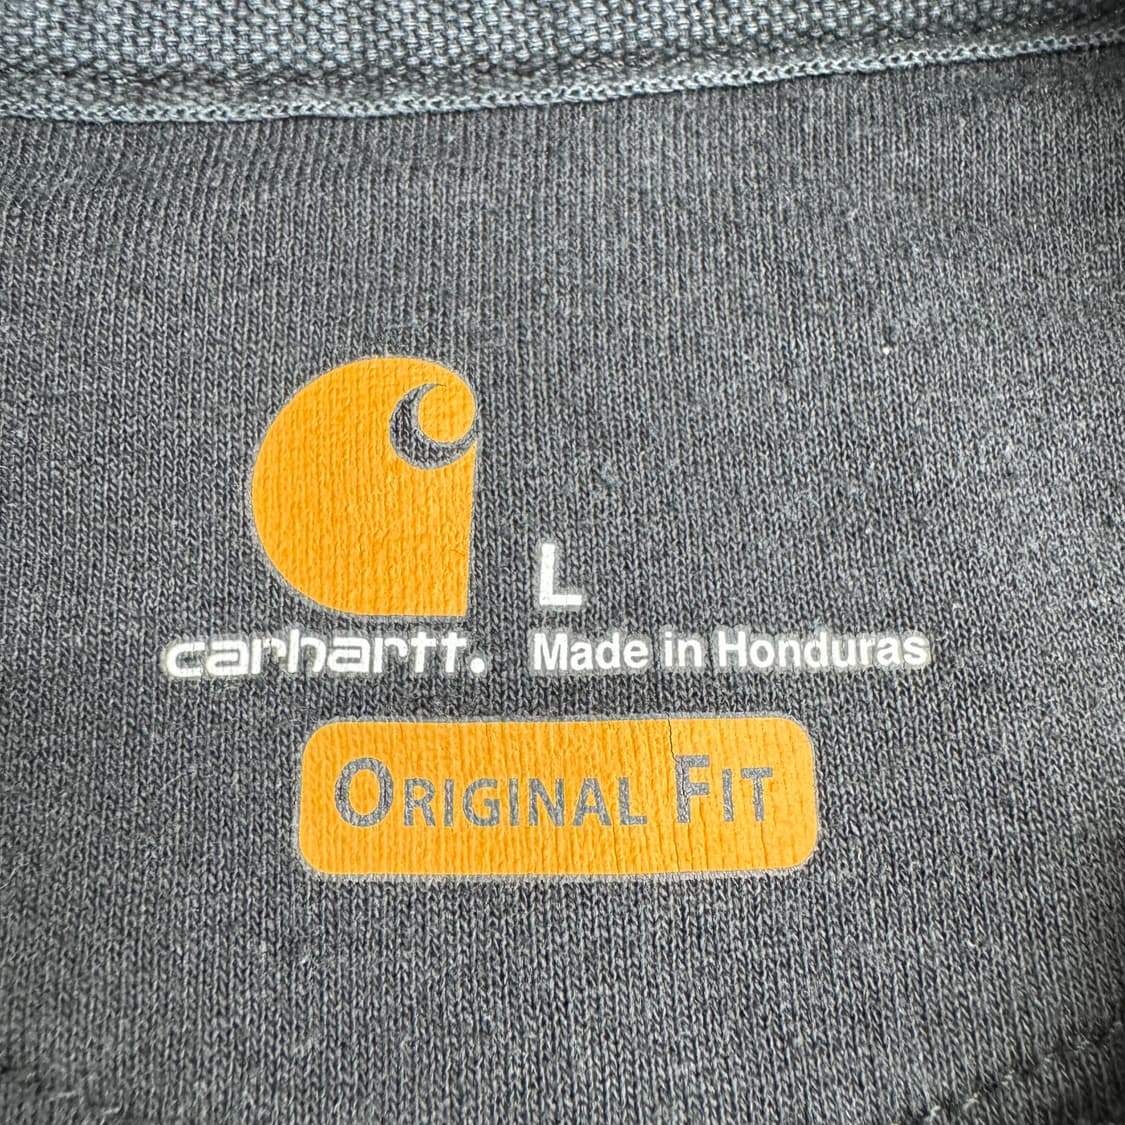 L
carhartt. Made in Honduras
ORIGINAL FIT